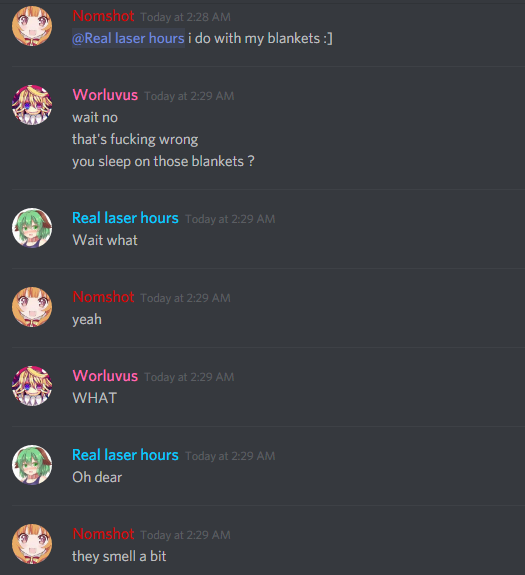 Nomshot Today at 2:28 AM
@Real laser hours i do with my blankets :]
Worluvus Today at 2:29 AM
wait no
that's fucking wrong
you sleep on those blankets ?
Real laser hours Today at 2:29 AM
Wait what
Nomshot Today at 2:29 AM
yeah
Worluvus Today at 2:29 AM
WHAT
Real laser hours Today at 2:29 AM
Oh dear
Nomshot Today at 2:29 AM
they smell a bit